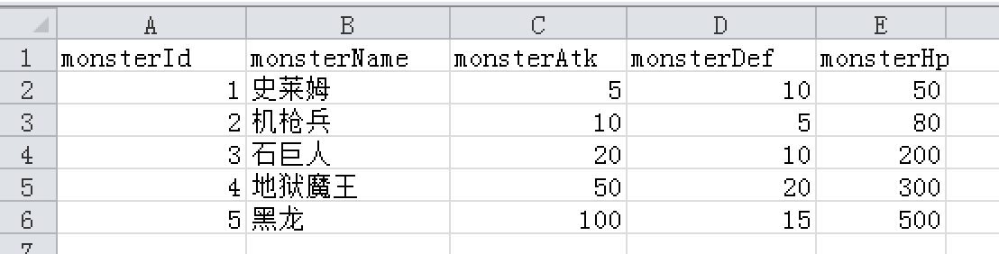 A B C D E
1 monsterId monsterName monsterAtk monsterDef monsterHp
2 1 史莱姆 5 10 50
3 2 机枪兵 10 5 80
4 3 石巨人 20 10 200
5 4 地狱魔王 50 20 300
6 5 黑龙 100 15 500
7